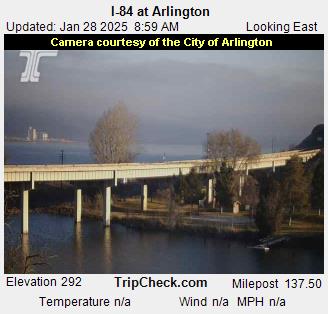 I-84 at Arlington
Updated: Jan 28 2025 8:59 AM Looking East
Camera courtesy of the City of Arlington
Elevation 292 TripCheck.com Milepost 137.50
Temperature n/a Wind n/a MPH n/a